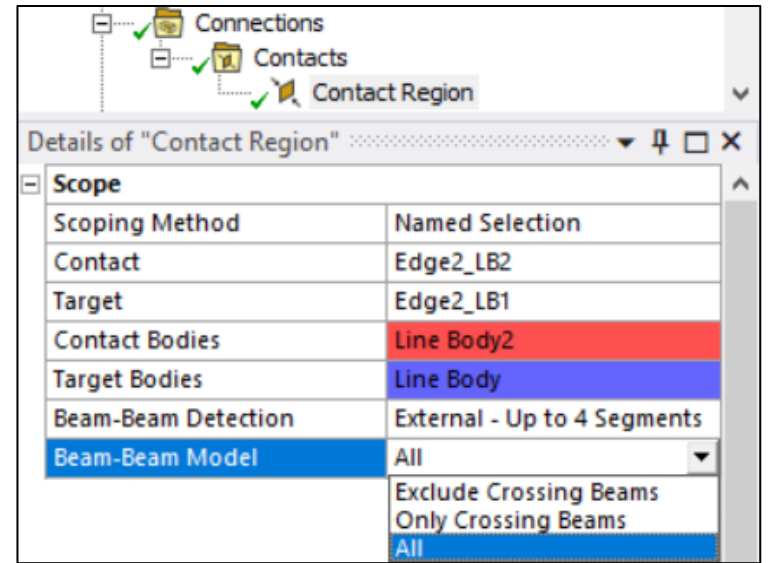 Connections
Contacts
Contact Region
Details of "Contact Region"
Scope
Scoping Method Named Selection
Contact Edge2_LB2
Target Edge2_LB1
Contact Bodies Line Body2
Target Bodies Line Body
Beam-Beam Detection External - Up to 4 Segments
Beam-Beam Model All
Exclude Crossing Beams
Only Crossing Beams
All